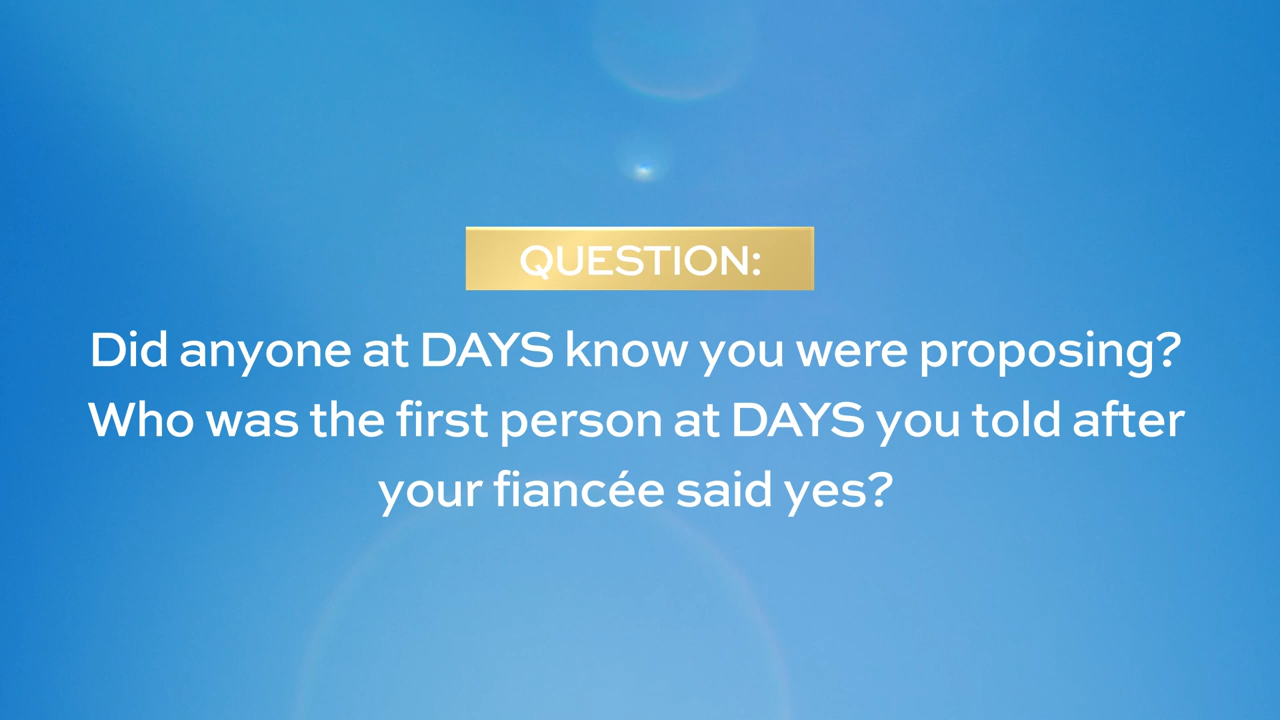 QUESTION:
Did anyone at DAYS know you were proposing?
Who was the first person at DAYS you told after
your fiancée said yes?